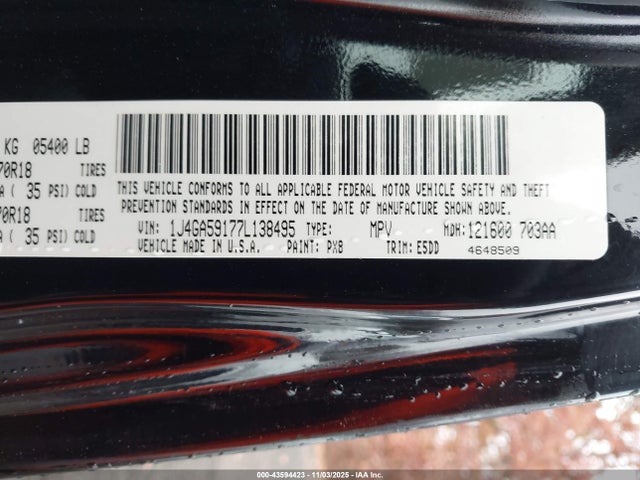 KG 05400 LB
70R18 TIRES
A ( 35 PSI) COLD
70R18 TIRES
A ( 35 PSI) COLD
THIS VEHICLE CONFORMS TO ALL APPLICABLE FEDERAL MOTOR VEHICLE SAFETY AND THEFT
PREVENTION STANDARDS IN EFFECT ON THE DATE OF MANUFACTURE SHOWN ABOVE.
VIN: 1J4GA59177L138495 TYPE: MPV MDH: 121600 703AA
VEHICLE MADE IN U.S.A. PAINT: PXB TRIM: E5DD 4648509
000-43594423 - 11/03/2025 - IAA Inc.